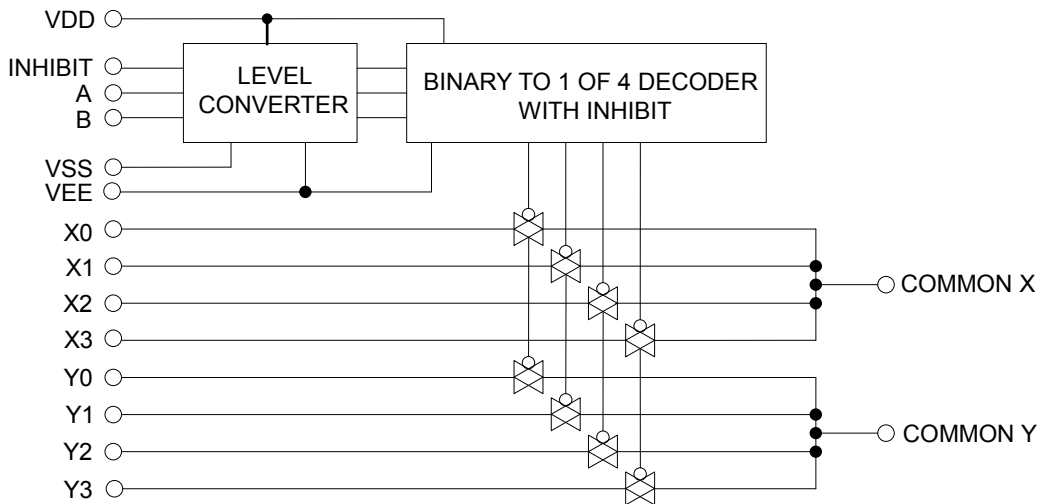 VDD
INHIBIT
A
B
VSS
VEE
LEVEL
CONVERTER
BINARY TO 1 OF 4 DECODER
WITH INHIBIT
X0
X1
X2
X3
COMMON X
Y0
Y1
Y2
Y3
COMMON Y